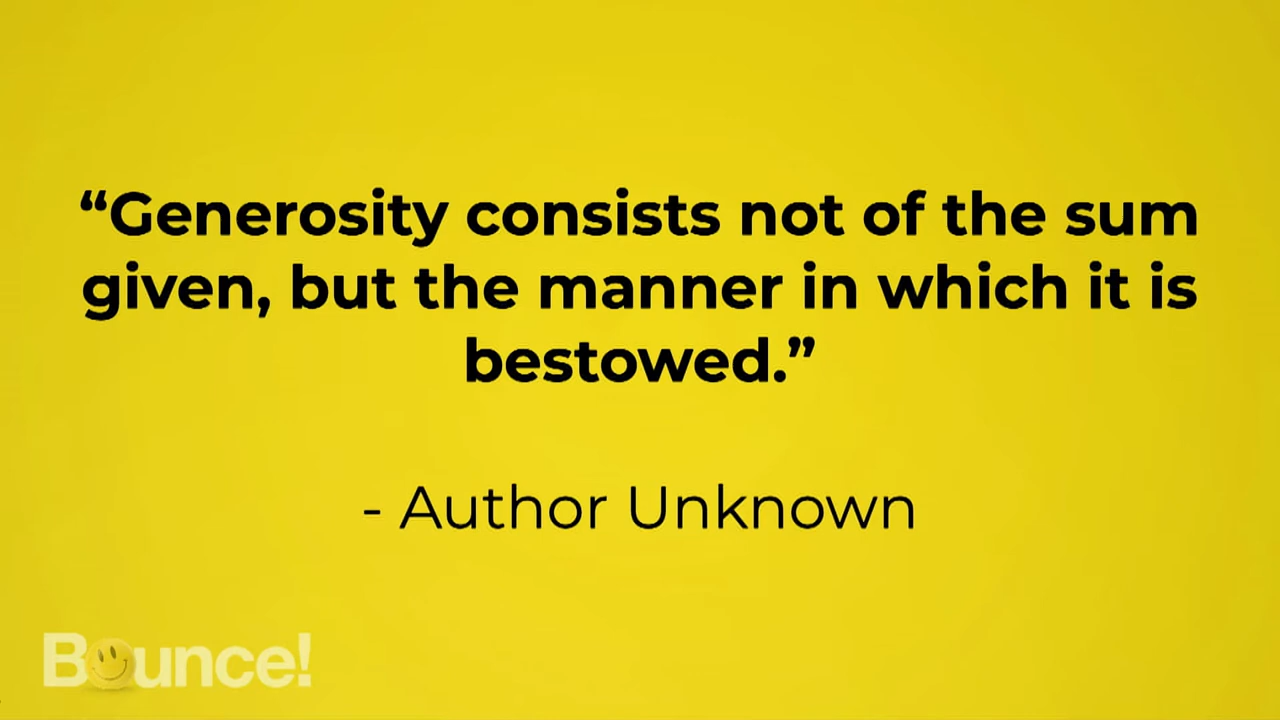 “Generosity consists not of the sum
given, but the manner in which it is
bestowed.”
- Author Unknown
Bounce!